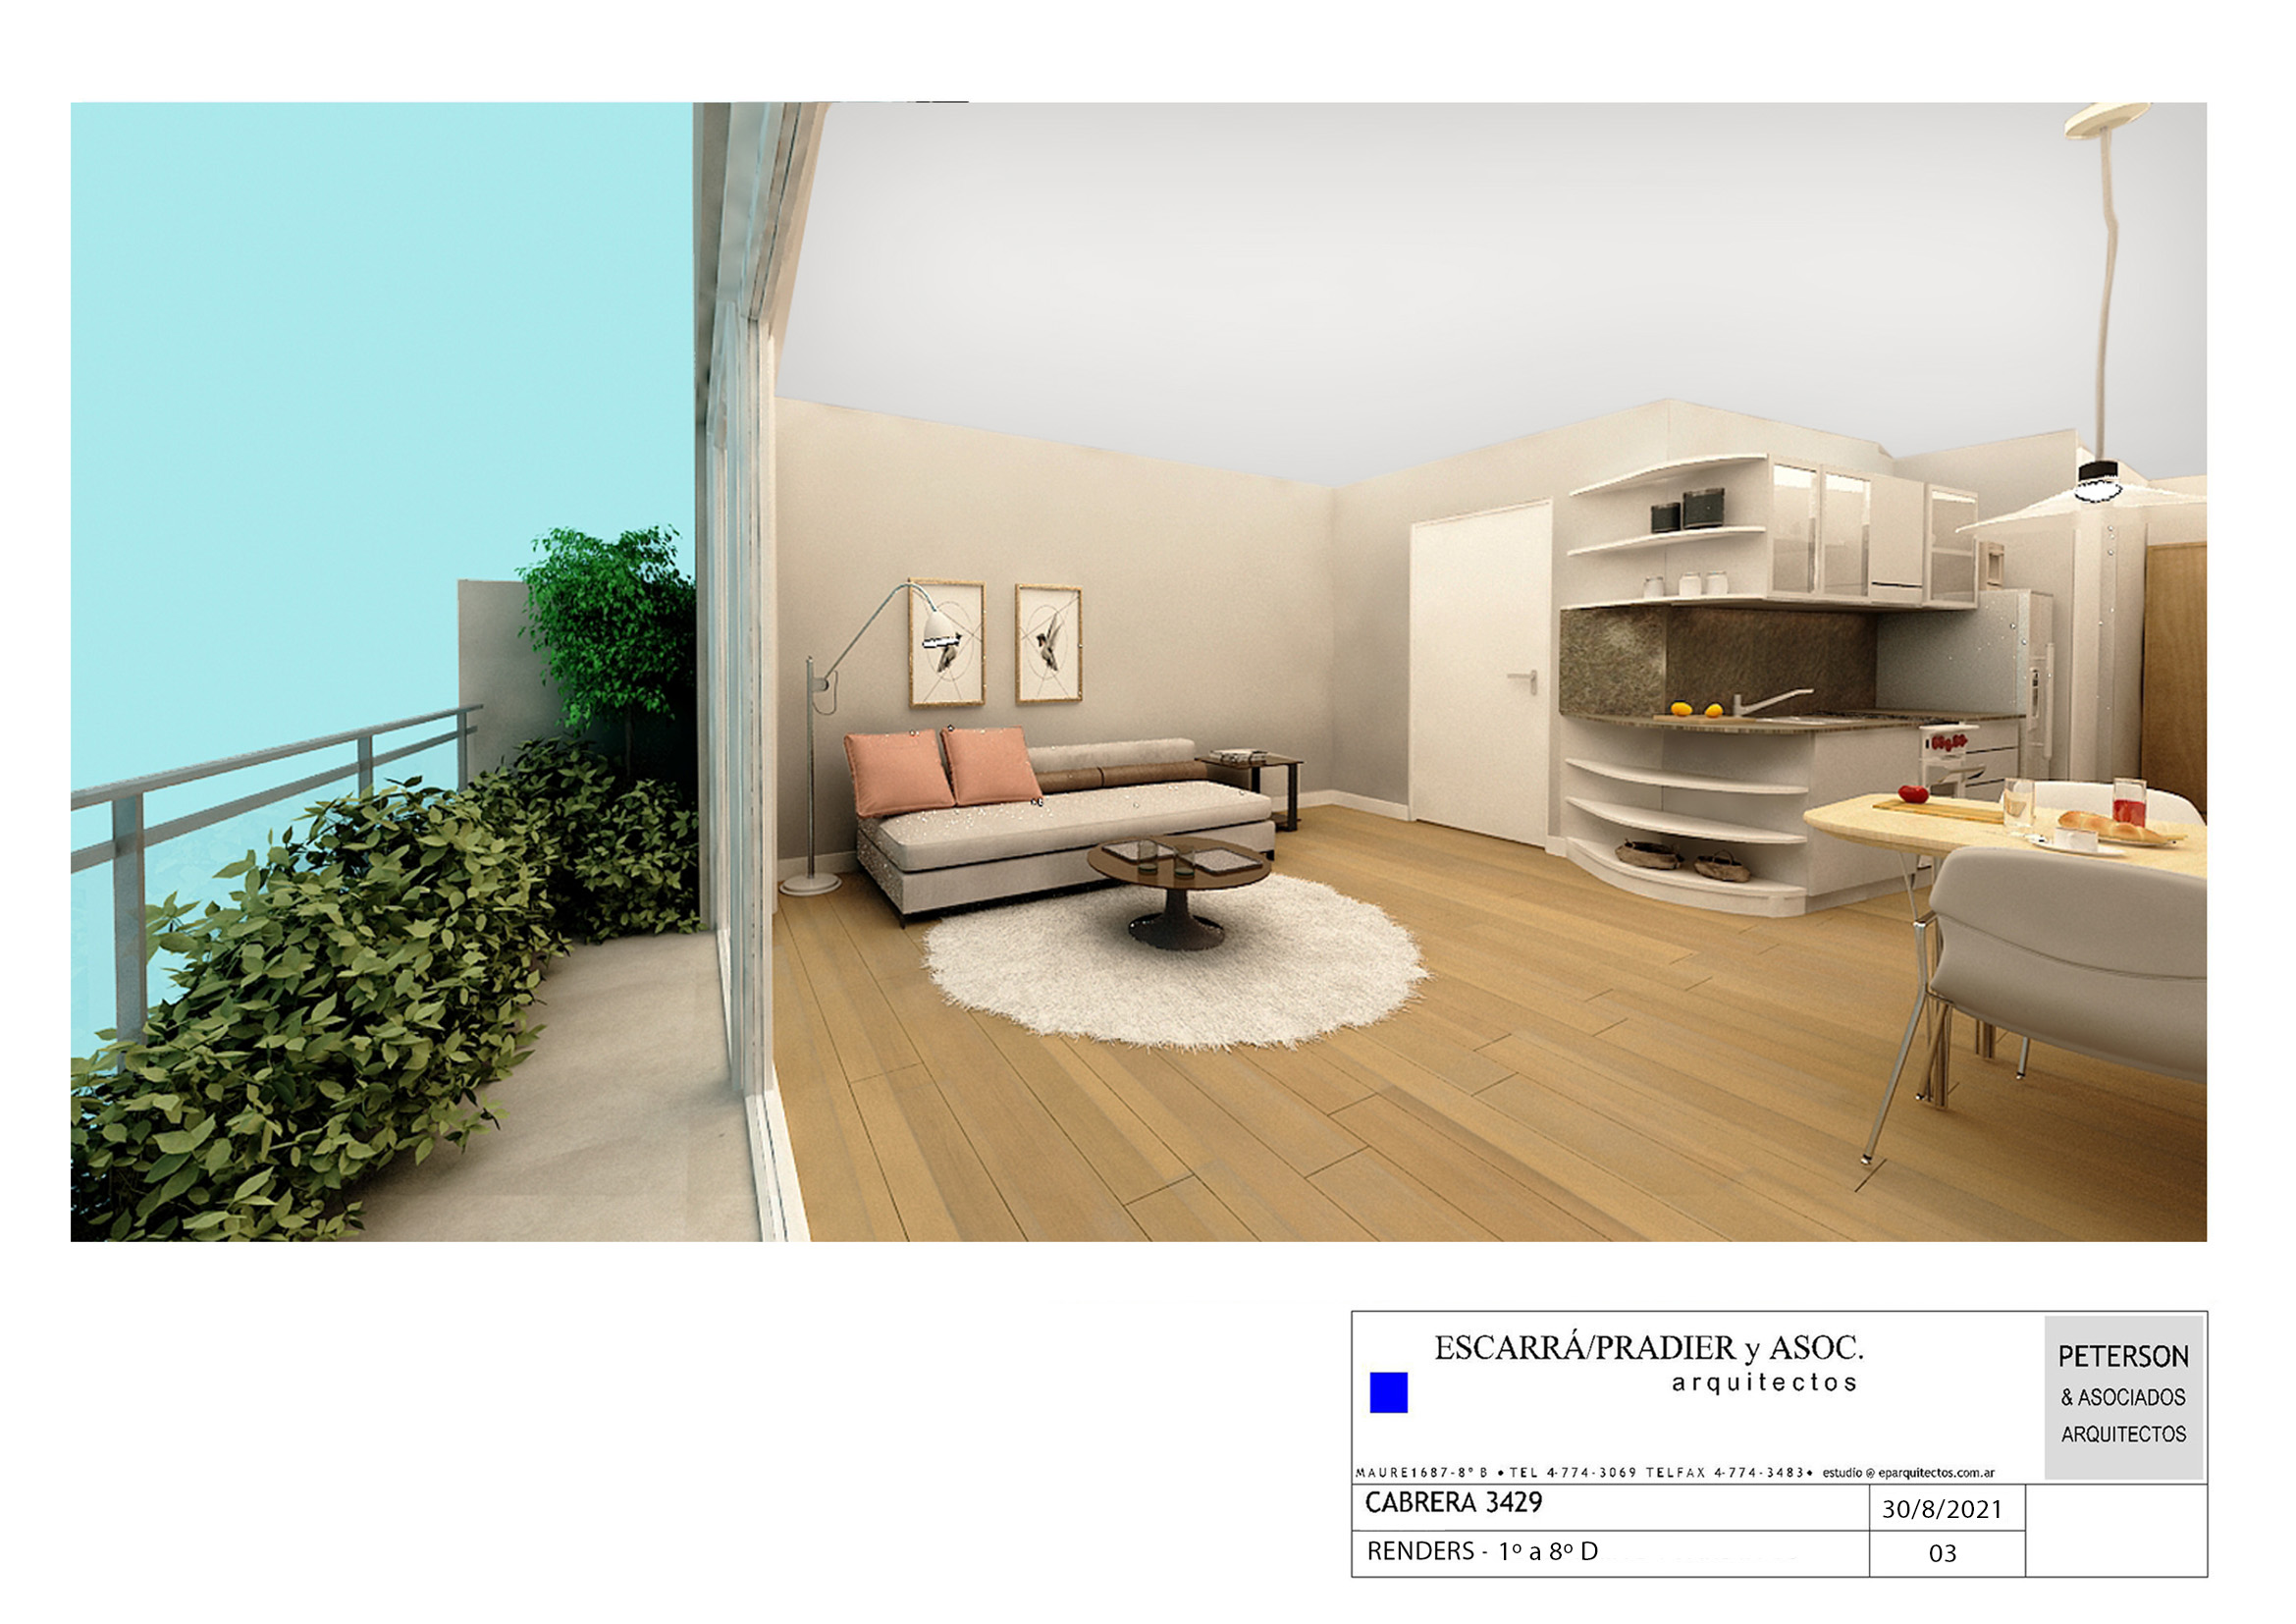 ESCARRÁ/PRADIER y ASOC.
arquitectos
MAURE1687-8º B • TEL 4-774-3069 TELFAX 4-774-3483• estudio @ eparquitectos.com.ar
PETERSON
& ASOCIADOS
ARQUITECTOS
CABRERA 3429
30/8/2021
RENDERS - 1º a 8º D
03